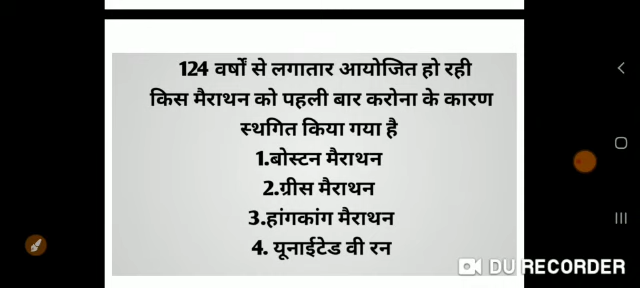 124 वर्षों से लगातार आयोजित हो रही
किस मैराथन को पहली बार करोना के कारण
स्थगित किया गया है
1.बोस्टन मैराथन
2.ग्रीस मैराथन
3.हांगकांग मैराथन
4. यूनाईटेड वी रन
DU RECORDER